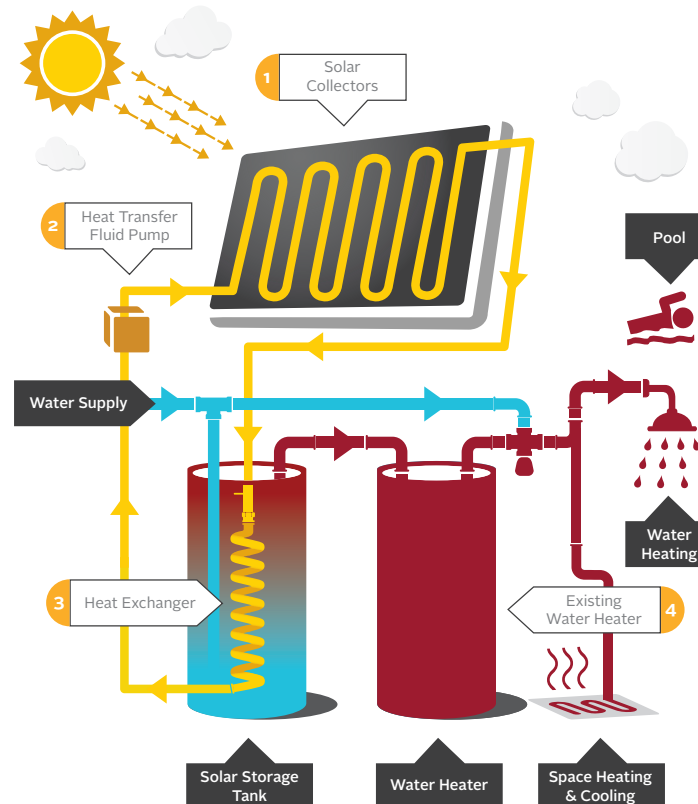 1
Solar
Collectors
2
Heat Transfer
Fluid Pump
Pool
Water Supply
Water
Heating
3
Heat Exchanger
Existing
Water Heater
4
Solar Storage
Tank
Water Heater
Space Heating
& Cooling